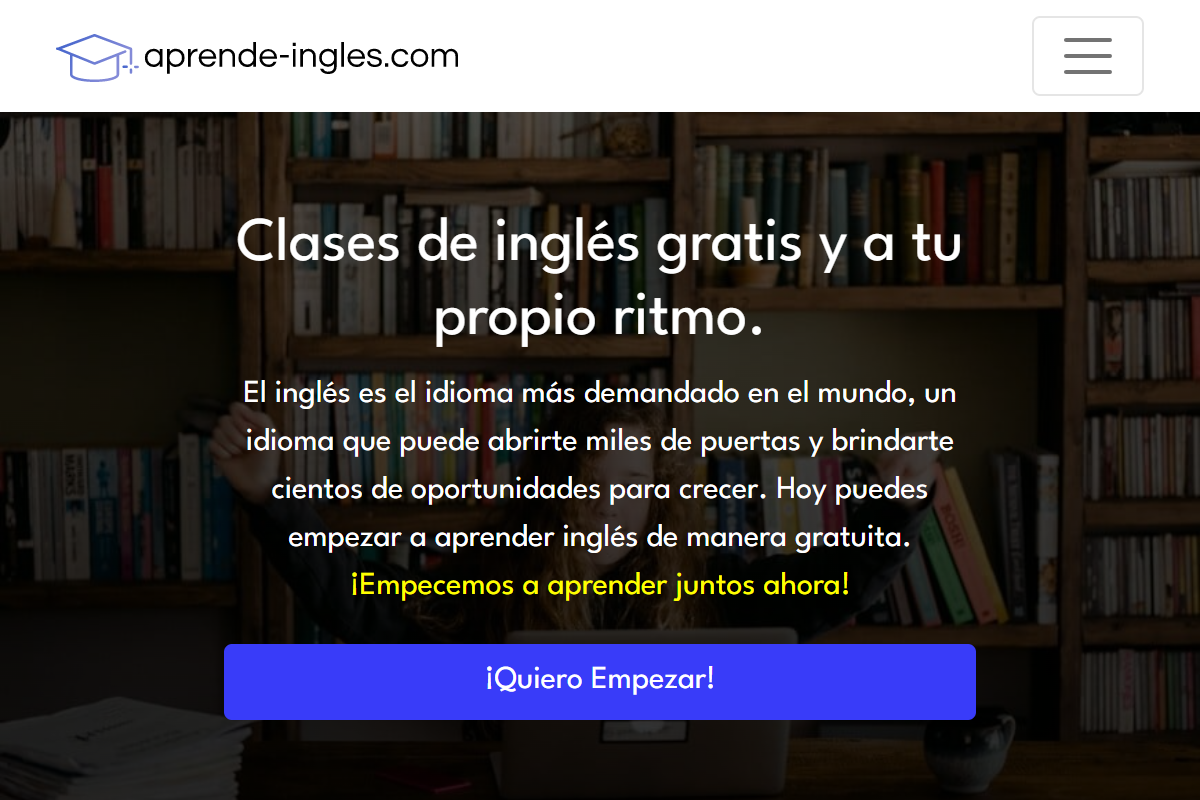 aprende-ingles.com
Clases de inglés gratis y a tu
propio ritmo.
El inglés es el idioma más demandado en el mundo, un
idioma que puede abrirte miles de puertas y brindarte
cientos de oportunidades para crecer. Hoy puedes
empezar a aprender inglés de manera gratuita.
¡Empecemos a aprender juntos ahora!
¡Quiero Empezar!